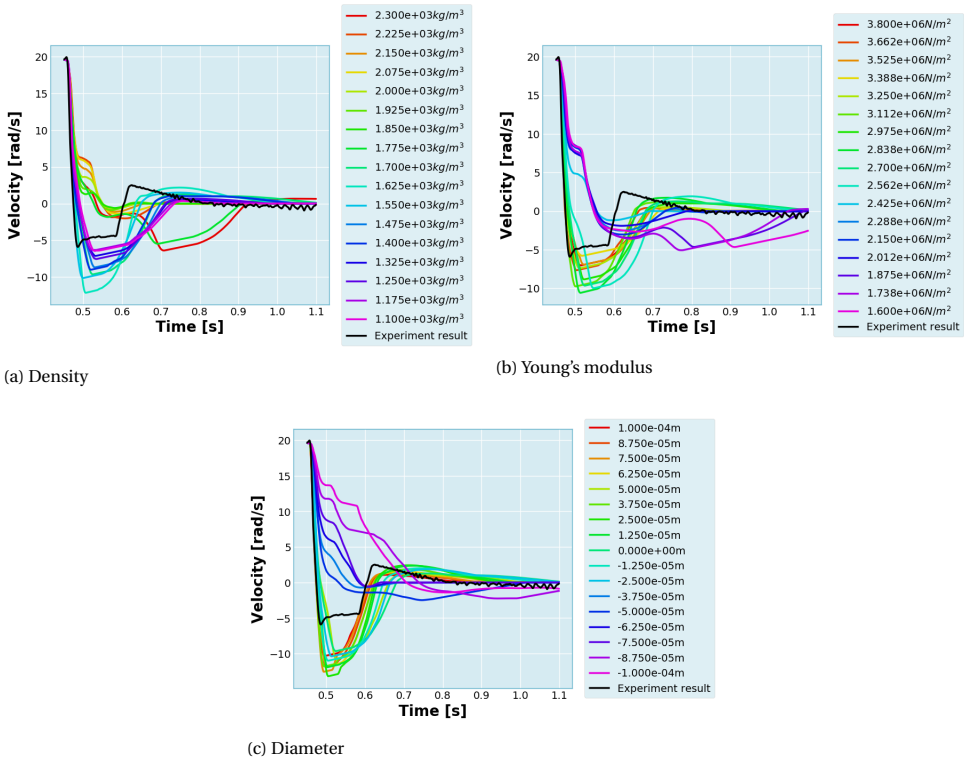 20
15
10
5
0
−5
−10
Velocity [rad/s]
0.5 0.6 0.7 0.8 0.9 1.0 1.1
Time [s]
2.300e+03kg/m³
2.225e+03kg/m³
2.150e+03kg/m³
2.075e+03kg/m³
2.000e+03kg/m³
1.925e+03kg/m³
1.850e+03kg/m³
1.775e+03kg/m³
1.700e+03kg/m³
1.625e+03kg/m³
1.550e+03kg/m³
1.475e+03kg/m³
1.400e+03kg/m³
1.325e+03kg/m³
1.250e+03kg/m³
1.175e+03kg/m³
1.100e+03kg/m³
Experiment result
(a) Density
20
15
10
5
0
−5
−10
Velocity [rad/s]
0.5 0.6 0.7 0.8 0.9 1.0 1.1
Time [s]
3.800e+06N/m²
3.662e+06N/m²
3.525e+06N/m²
3.388e+06N/m²
3.250e+06N/m²
3.112e+06N/m²
2.975e+06N/m²
2.838e+06N/m²
2.700e+06N/m²
2.562e+06N/m²
2.425e+06N/m²
2.288e+06N/m²
2.150e+06N/m²
2.012e+06N/m²
1.875e+06N/m²
1.738e+06N/m²
1.600e+06N/m²
Experiment result
(b) Young's modulus
20
15
10
5
0
−5
−10
Velocity [rad/s]
0.5 0.6 0.7 0.8 0.9 1.0 1.1
Time [s]
1.000e-04m
8.750e-05m
7.500e-05m
6.250e-05m
5.000e-05m
3.750e-05m
2.500e-05m
1.250e-05m
0.000e+00m
-1.250e-05m
-2.500e-05m
-3.750e-05m
-5.000e-05m
-6.250e-05m
-7.500e-05m
-8.750e-05m
-1.000e-04m
Experiment result
(c) Diameter